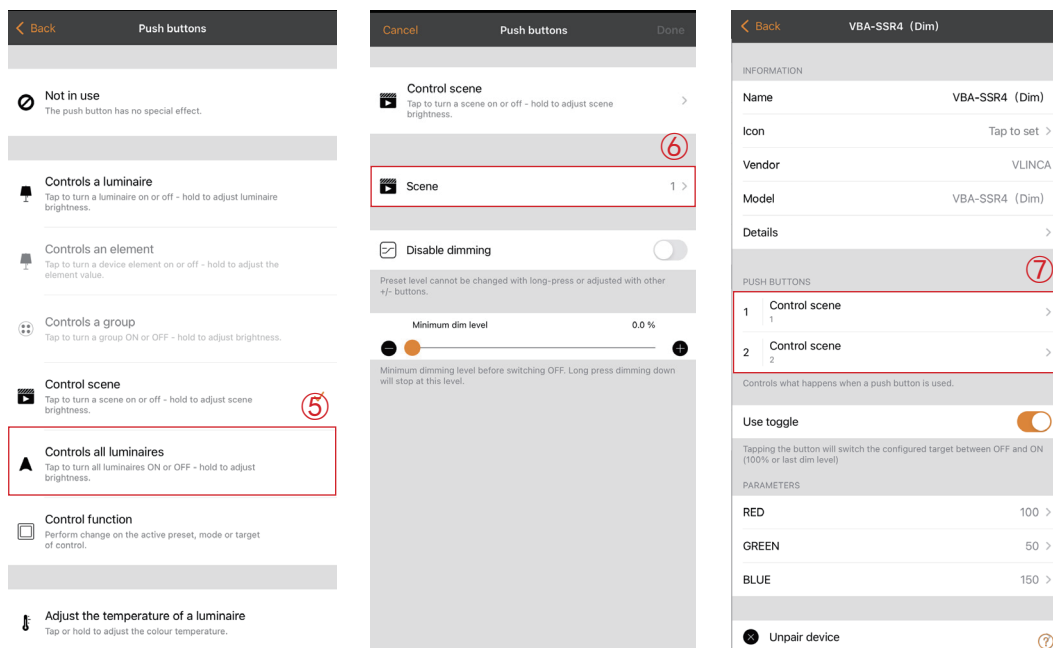 Back
Push buttons
Not in use
The push button has no special effect.
Controls a luminaire
Tap to turn a luminaire on or off - hold to adjust luminaire
brightness.
Controls an element
Tap to turn a device element on or off - hold to adjust the
element value.
Controls a group
Tap to turn a group ON or OFF - hold to adjust brightness.
Control scene
Tap to turn a scene on or off - hold to adjust scene
brightness.
⑤
Controls all luminaires
Tap to turn all luminaires ON or OFF - hold to adjust
brightness.
Control function
Perform change on the active preset, mode or target
of control.
Adjust the temperature of a luminaire
Tap or hold to adjust the colour temperature.
Cancel
Push buttons
Done
Control scene
Tap to turn a scene on or off - hold to adjust scene
brightness.
⑥
Scene 1
Disable dimming
Preset level cannot be changed with long-press or adjusted with other
+/- buttons.
Minimum dim level 0.0 %
Minimum dimming level before switching OFF. Long press dimming down
will stop at this level.
Back
VBA-SSR4 (Dim)
INFORMATION
Name VBA-SSR4 (Dim)
Icon Tap to set
Vendor VLINCA
Model VBA-SSR4 (Dim)
Details
⑦
PUSH BUTTONS
1 Control scene
1
2 Control scene
2
Controls what happens when a push button is used.
Use toggle
Tapping the button will switch the configured target between OFF and ON
(100% or last dim level)
PARAMETERS
RED 100
GREEN 50
BLUE 150
Unpair device
?